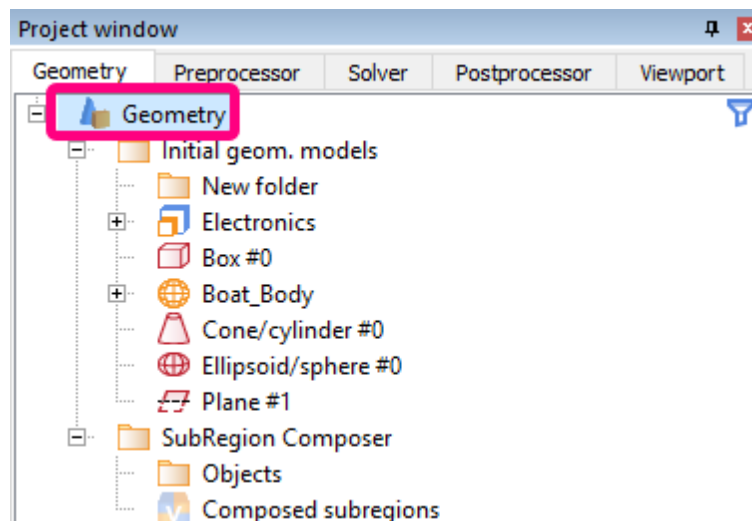 Project window
Geometry Preprocessor Solver Postprocessor Viewport
Geometry
Initial geom. models
New folder
Electronics
Box #0
Boat_Body
Cone/cylinder #0
Ellipsoid/sphere #0
Plane #1
SubRegion Composer
Objects
Composed subregions